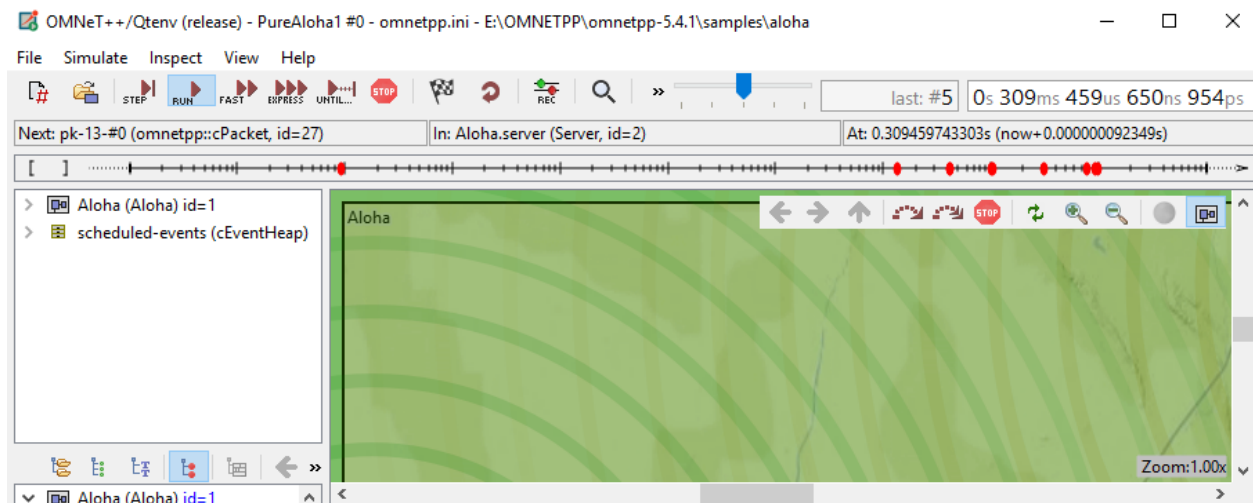 OMNeT++/Qtenv (release) - PureAloha1 #0 - omnetpp.ini - E:\OMNETPP\omnetpp-5.4.1\samples\aloha
File Simulate Inspect View Help
STEP RUN FAST EXPRESS UNTIL... STOP REC » last: #5 0s 309ms 459us 650ns 954ps
Next: pk-13-#0 (omnetpp::cPacket, id=27) In: Aloha.server (Server, id=2) At: 0.309459743303s (now+0.000000092349s)
Aloha (Aloha) id=1
scheduled-events (cEventHeap)
Aloha
STOP
Zoom:1.00x
»
Aloha (Aloha) id=1